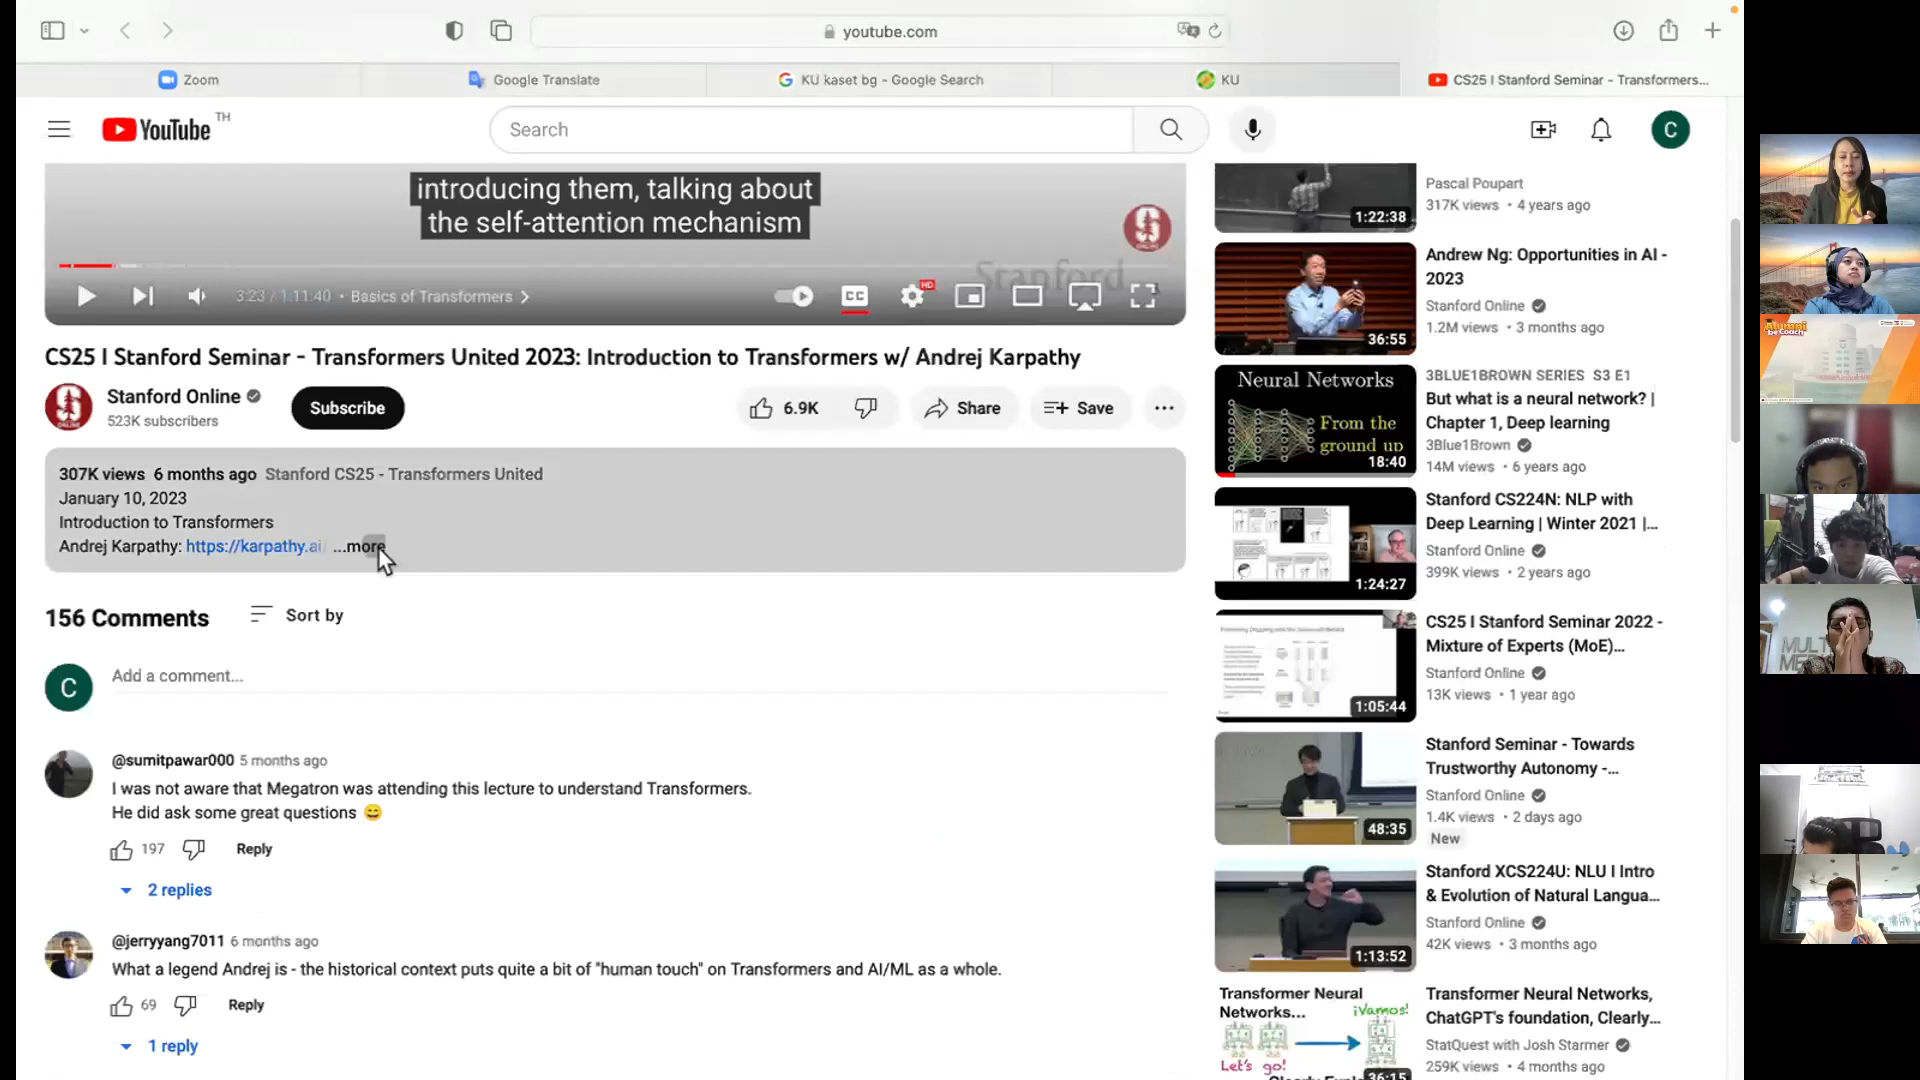 youtube.com
Zoom
Google Translate
KU kaset bg - Google Search
KU
CS25 I Stanford Seminar - Transformers...
YouTube TH
Search
C
introducing them, talking about
the self-attention mechanism
Stanford
3:23 / 1:11:40 • Basics of Transformers
CC
HD
CS25 I Stanford Seminar - Transformers United 2023: Introduction to Transformers w/ Andrej Karpathy
Stanford Online
523K subscribers
Subscribe
6.9K
Share
Save
307K views 6 months ago Stanford CS25 - Transformers United
January 10, 2023
Introduction to Transformers
Andrej Karpathy: https://karpathy.ai/ ...more
156 Comments
Sort by
C
Add a comment...
@sumitpawar000 5 months ago
I was not aware that Megatron was attending this lecture to understand Transformers.
He did ask some great questions 😄
197
Reply
2 replies
@jerryyang7011 6 months ago
What a legend Andrej is - the historical context puts quite a bit of "human touch" on Transformers and AI/ML as a whole.
69
Reply
1 reply
1:22:38
Pascal Poupart
317K views • 4 years ago
36:55
Andrew Ng: Opportunities in AI -
2023
Stanford Online
1.2M views • 3 months ago
Neural Networks
From the
ground up
18:40
3BLUE1BROWN SERIES S3 E1
But what is a neural network? |
Chapter 1, Deep learning
3Blue1Brown
14M views • 6 years ago
1:24:27
Stanford CS224N: NLP with
Deep Learning | Winter 2021 |...
Stanford Online
399K views • 2 years ago
1:05:44
CS25 I Stanford Seminar 2022 -
Mixture of Experts (MoE)...
Stanford Online
13K views • 1 year ago
48:35
Stanford Seminar - Towards
Trustworthy Autonomy -...
Stanford Online
1.4K views • 2 days ago
New
1:13:52
Stanford XCS224U: NLU I Intro
& Evolution of Natural Langua...
Stanford Online
42K views • 3 months ago
Transformer Neural
Networks...
¡Vamos!
Let's go!
36:15
Transformer Neural Networks,
ChatGPT's foundation, Clearly...
StatQuest with Josh Starmer
259K views • 4 months ago
Alumni
be Coach